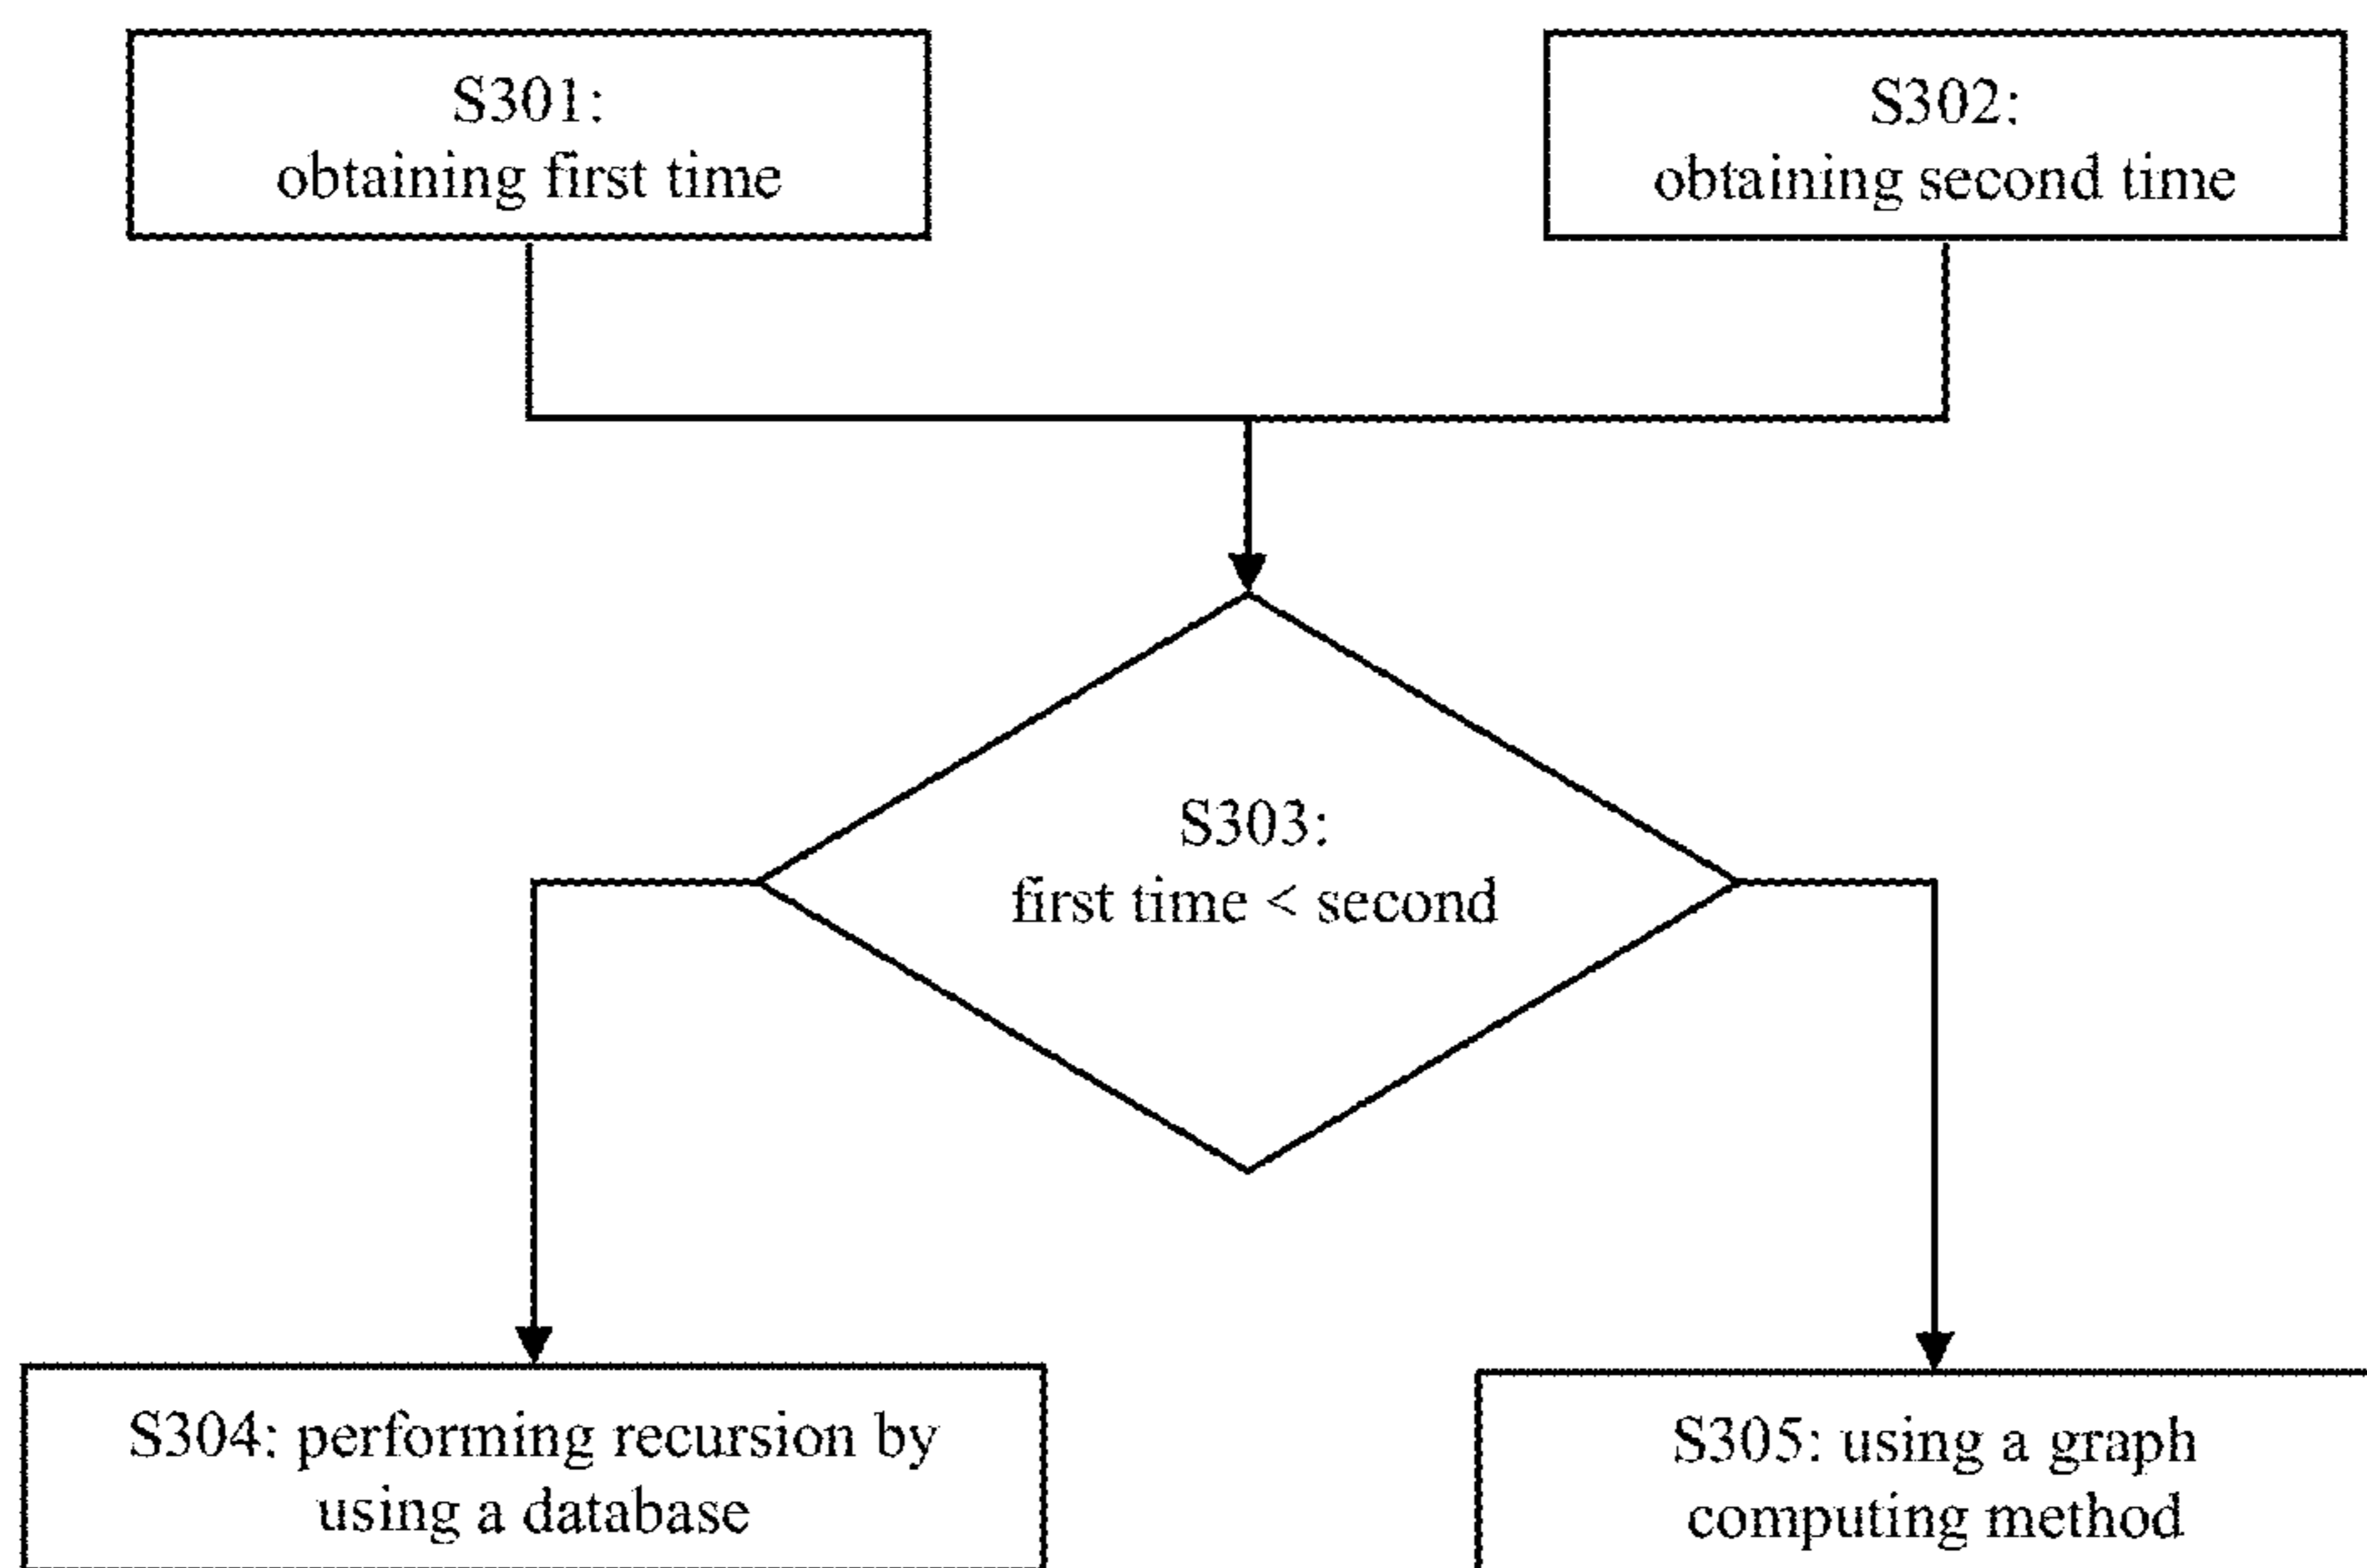 S301:
obtaining first time
S302:
obtaining second time
S303:
first time < second
S304: performing recursion by
using a database
S305: using a graph
computing method